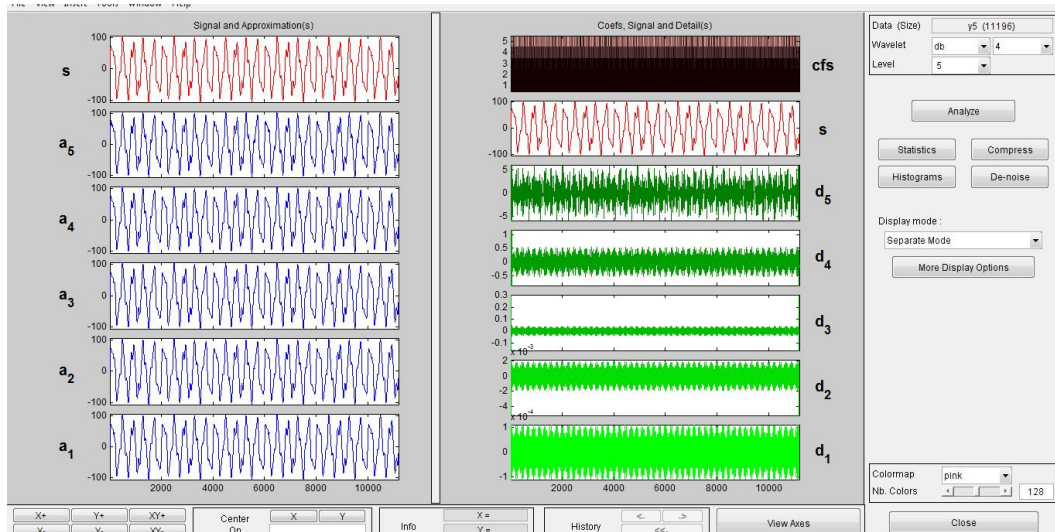 File View Insert Tools Window Help
Signal and Approximation(s)
100
0
-100
s
a5
100
0
-100
a4
100
0
-100
a3
100
0
-100
a2
100
0
-100
a1
100
0
-100
2000 4000 6000 8000 10000
Coefs, Signal and Detail(s)
5
4
3
2
1
cfs
100
0
-100
s
5
0
-5
d5
1
0.5
0
-0.5
d4
0.3
0.2
0.1
0
-0.1
d3
x 10-3
2
0
-2
-4
d2
x 10-4
1
0
-1
d1
2000 4000 6000 8000 10000
Data (Size) y5 (11196)
Wavelet db 4
Level 5
Analyze
Statistics Compress
Histograms De-noise
Display mode :
Separate Mode
More Display Options
Colormap pink
Nb. Colors 128
Close
X+ Y+ XY+
X- Y- XY-
Center
On
X Y
Info
X =
Y =
History
<- ->
<<-
View Axes